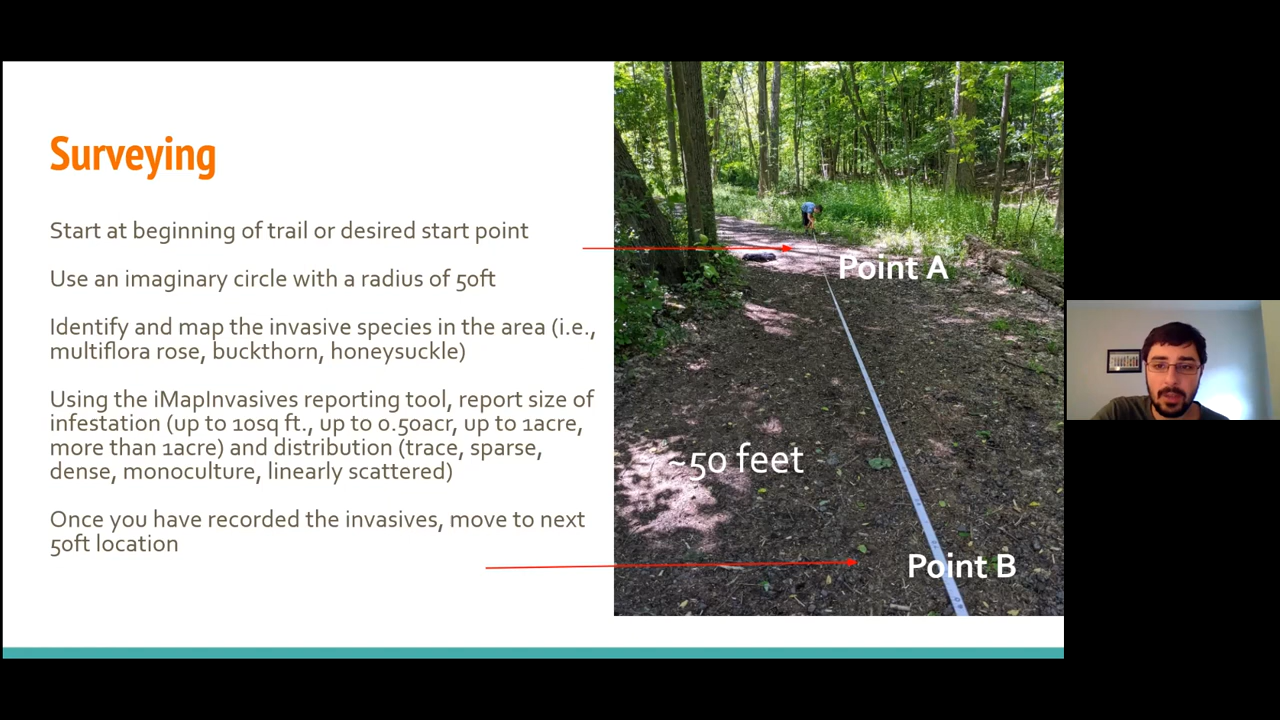 Surveying
Start at beginning of trail or desired start point
Use an imaginary circle with a radius of 50ft
Identify and map the invasive species in the area (i.e.,
multiflora rose, buckthorn, honeysuckle)
Using the iMapInvasives reporting tool, report size of
infestation (up to 10sq ft., up to 0.50acr, up to 1acre,
more than 1acre) and distribution (trace, sparse,
dense, monoculture, linearly scattered)
Once you have recorded the invasives, move to next
50ft location
Point A
~50 feet
Point B